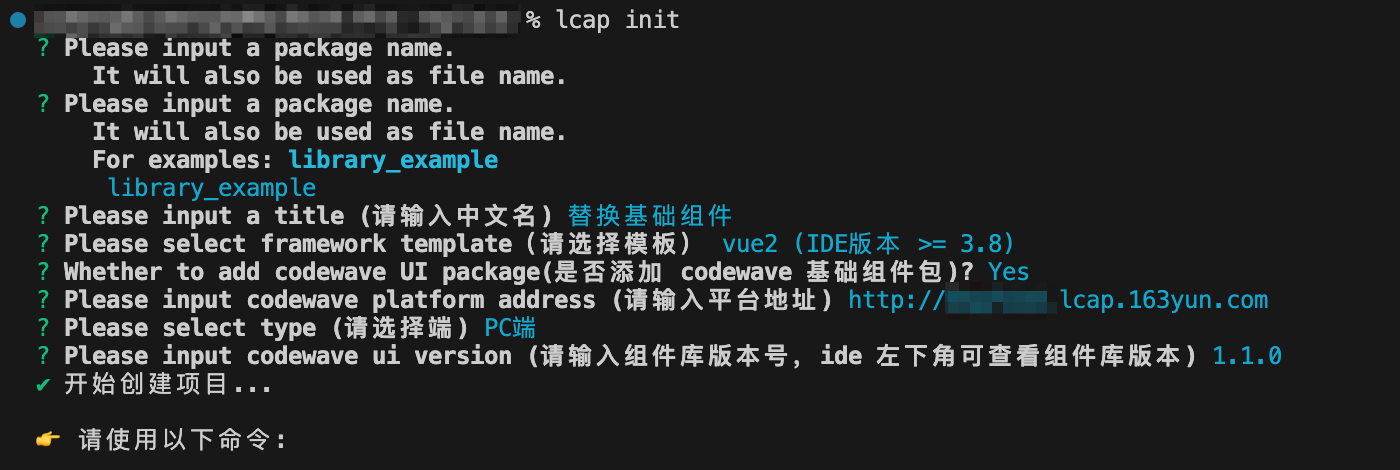 % lcap init
? Please input a package name.
It will also be used as file name.
? Please input a package name.
It will also be used as file name.
For examples: library_example
library_example
? Please input a title (请输入中文名) 替换基础组件
? Please select framework template (请选择模板) vue2 (IDE版本 >= 3.8)
? Whether to add codewave UI package(是否添加 codewave 基础组件包)? Yes
? Please input codewave platform address (请输入平台地址) http:// .lcap.163yun.com
? Please select type (请选择端) PC端
? Please input codewave ui version (请输入组件库版本号, ide 左下角可查看组件库版本) 1.1.0
✔ 开始创建项目...
👉 请使用以下命令: